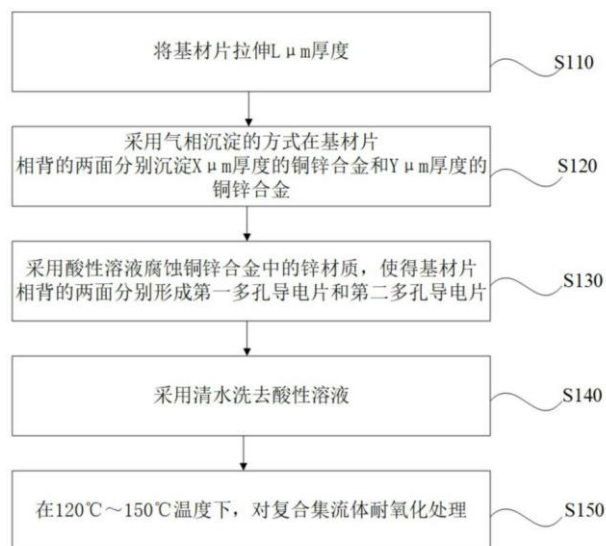 将基材片拉伸Lμm厚度
S110
采用气相沉淀的方式在基材片
相背的两面分别沉淀Xμm厚度的铜锌合金和Yμm厚度的
铜锌合金
S120
采用酸性溶液腐蚀铜锌合金中的锌材质，使得基材片
相背的两面分别形成第一多孔导电片和第二多孔导电片
S130
采用清水洗去酸性溶液
S140
在120℃～150℃温度下，对复合集流体耐氧化处理
S150